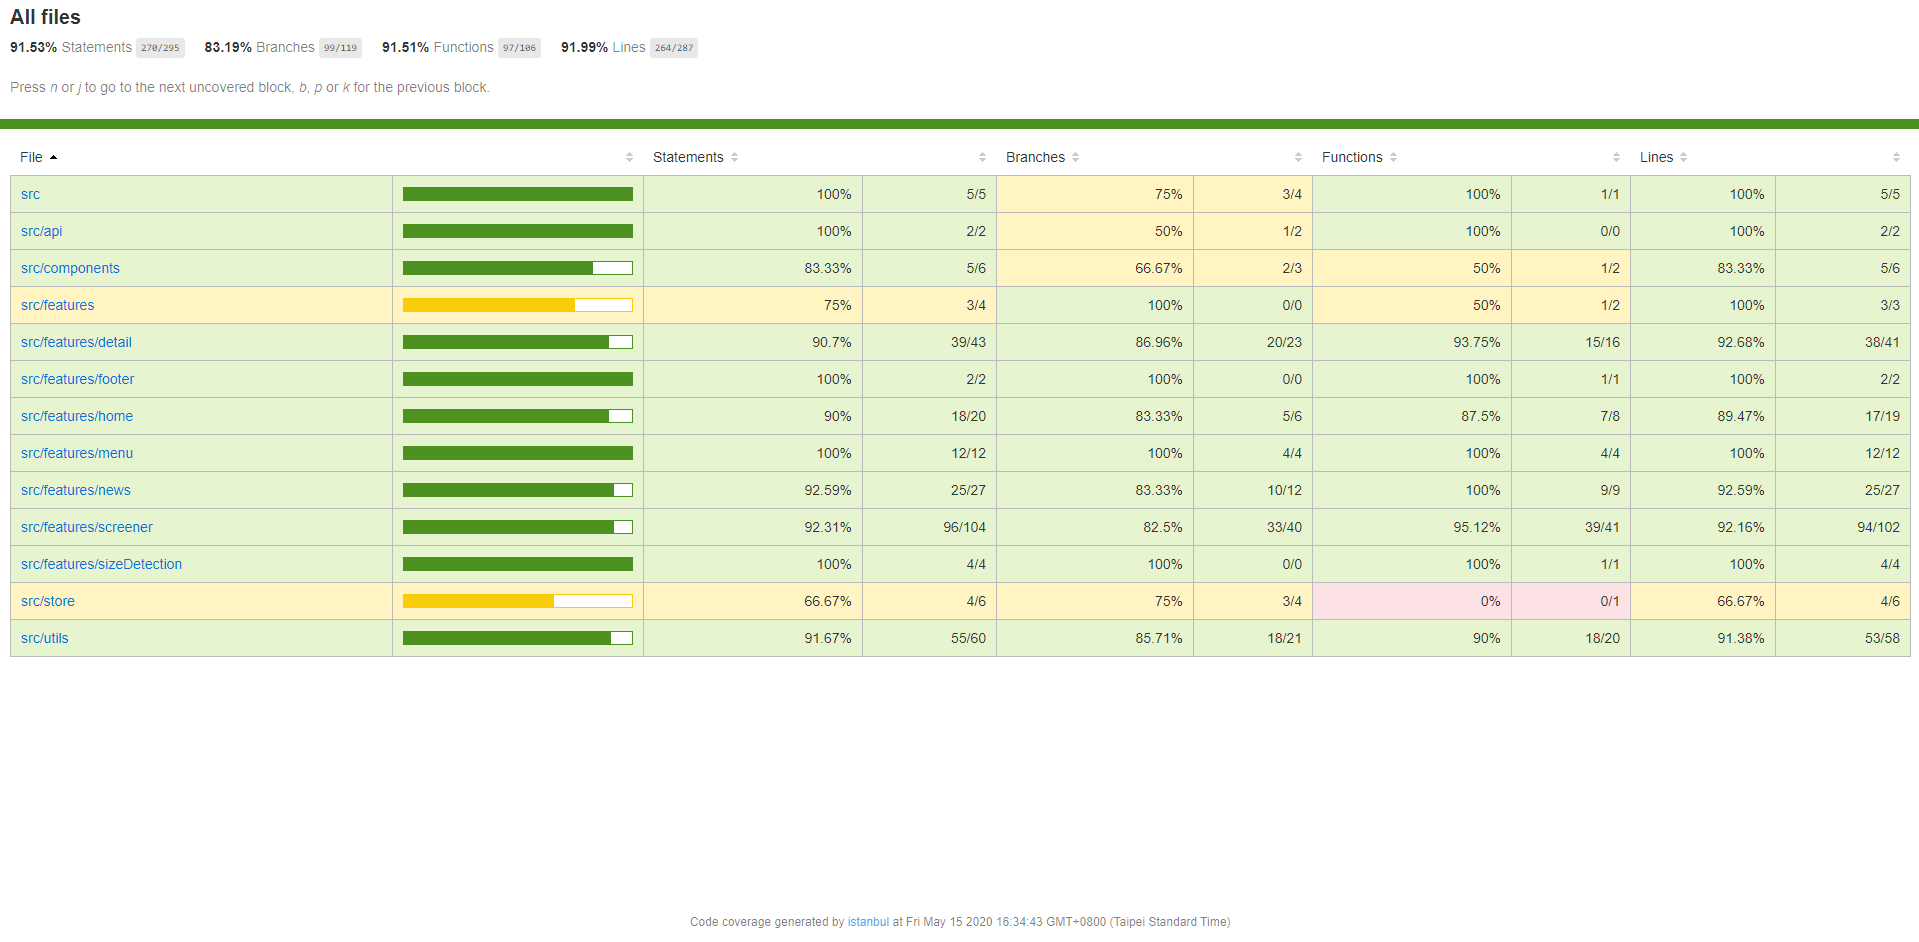 All files
91.53% Statements 270/295 83.19% Branches 99/119 91.51% Functions 97/106 91.99% Lines 264/287
Press n or j to go to the next uncovered block, b, p or k for the previous block.
File Statements Branches Functions Lines
src 100% 5/5 75% 3/4 100% 1/1 100% 5/5
src/api 100% 2/2 50% 1/2 100% 0/0 100% 2/2
src/components 83.33% 5/6 66.67% 2/3 50% 1/2 83.33% 5/6
src/features 75% 3/4 100% 0/0 50% 1/2 100% 3/3
src/features/detail 90.7% 39/43 86.96% 20/23 93.75% 15/16 92.68% 38/41
src/features/footer 100% 2/2 100% 0/0 100% 1/1 100% 2/2
src/features/home 90% 18/20 83.33% 5/6 87.5% 7/8 89.47% 17/19
src/features/menu 100% 12/12 100% 4/4 100% 4/4 100% 12/12
src/features/news 92.59% 25/27 83.33% 10/12 100% 9/9 92.59% 25/27
src/features/screener 92.31% 96/104 82.5% 33/40 95.12% 39/41 92.16% 94/102
src/features/sizeDetection 100% 4/4 100% 0/0 100% 1/1 100% 4/4
src/store 66.67% 4/6 75% 3/4 0% 0/1 66.67% 4/6
src/utils 91.67% 55/60 85.71% 18/21 90% 18/20 91.38% 53/58
Code coverage generated by istanbul at Fri May 15 2020 16:34:43 GMT+0800 (Taipei Standard Time)